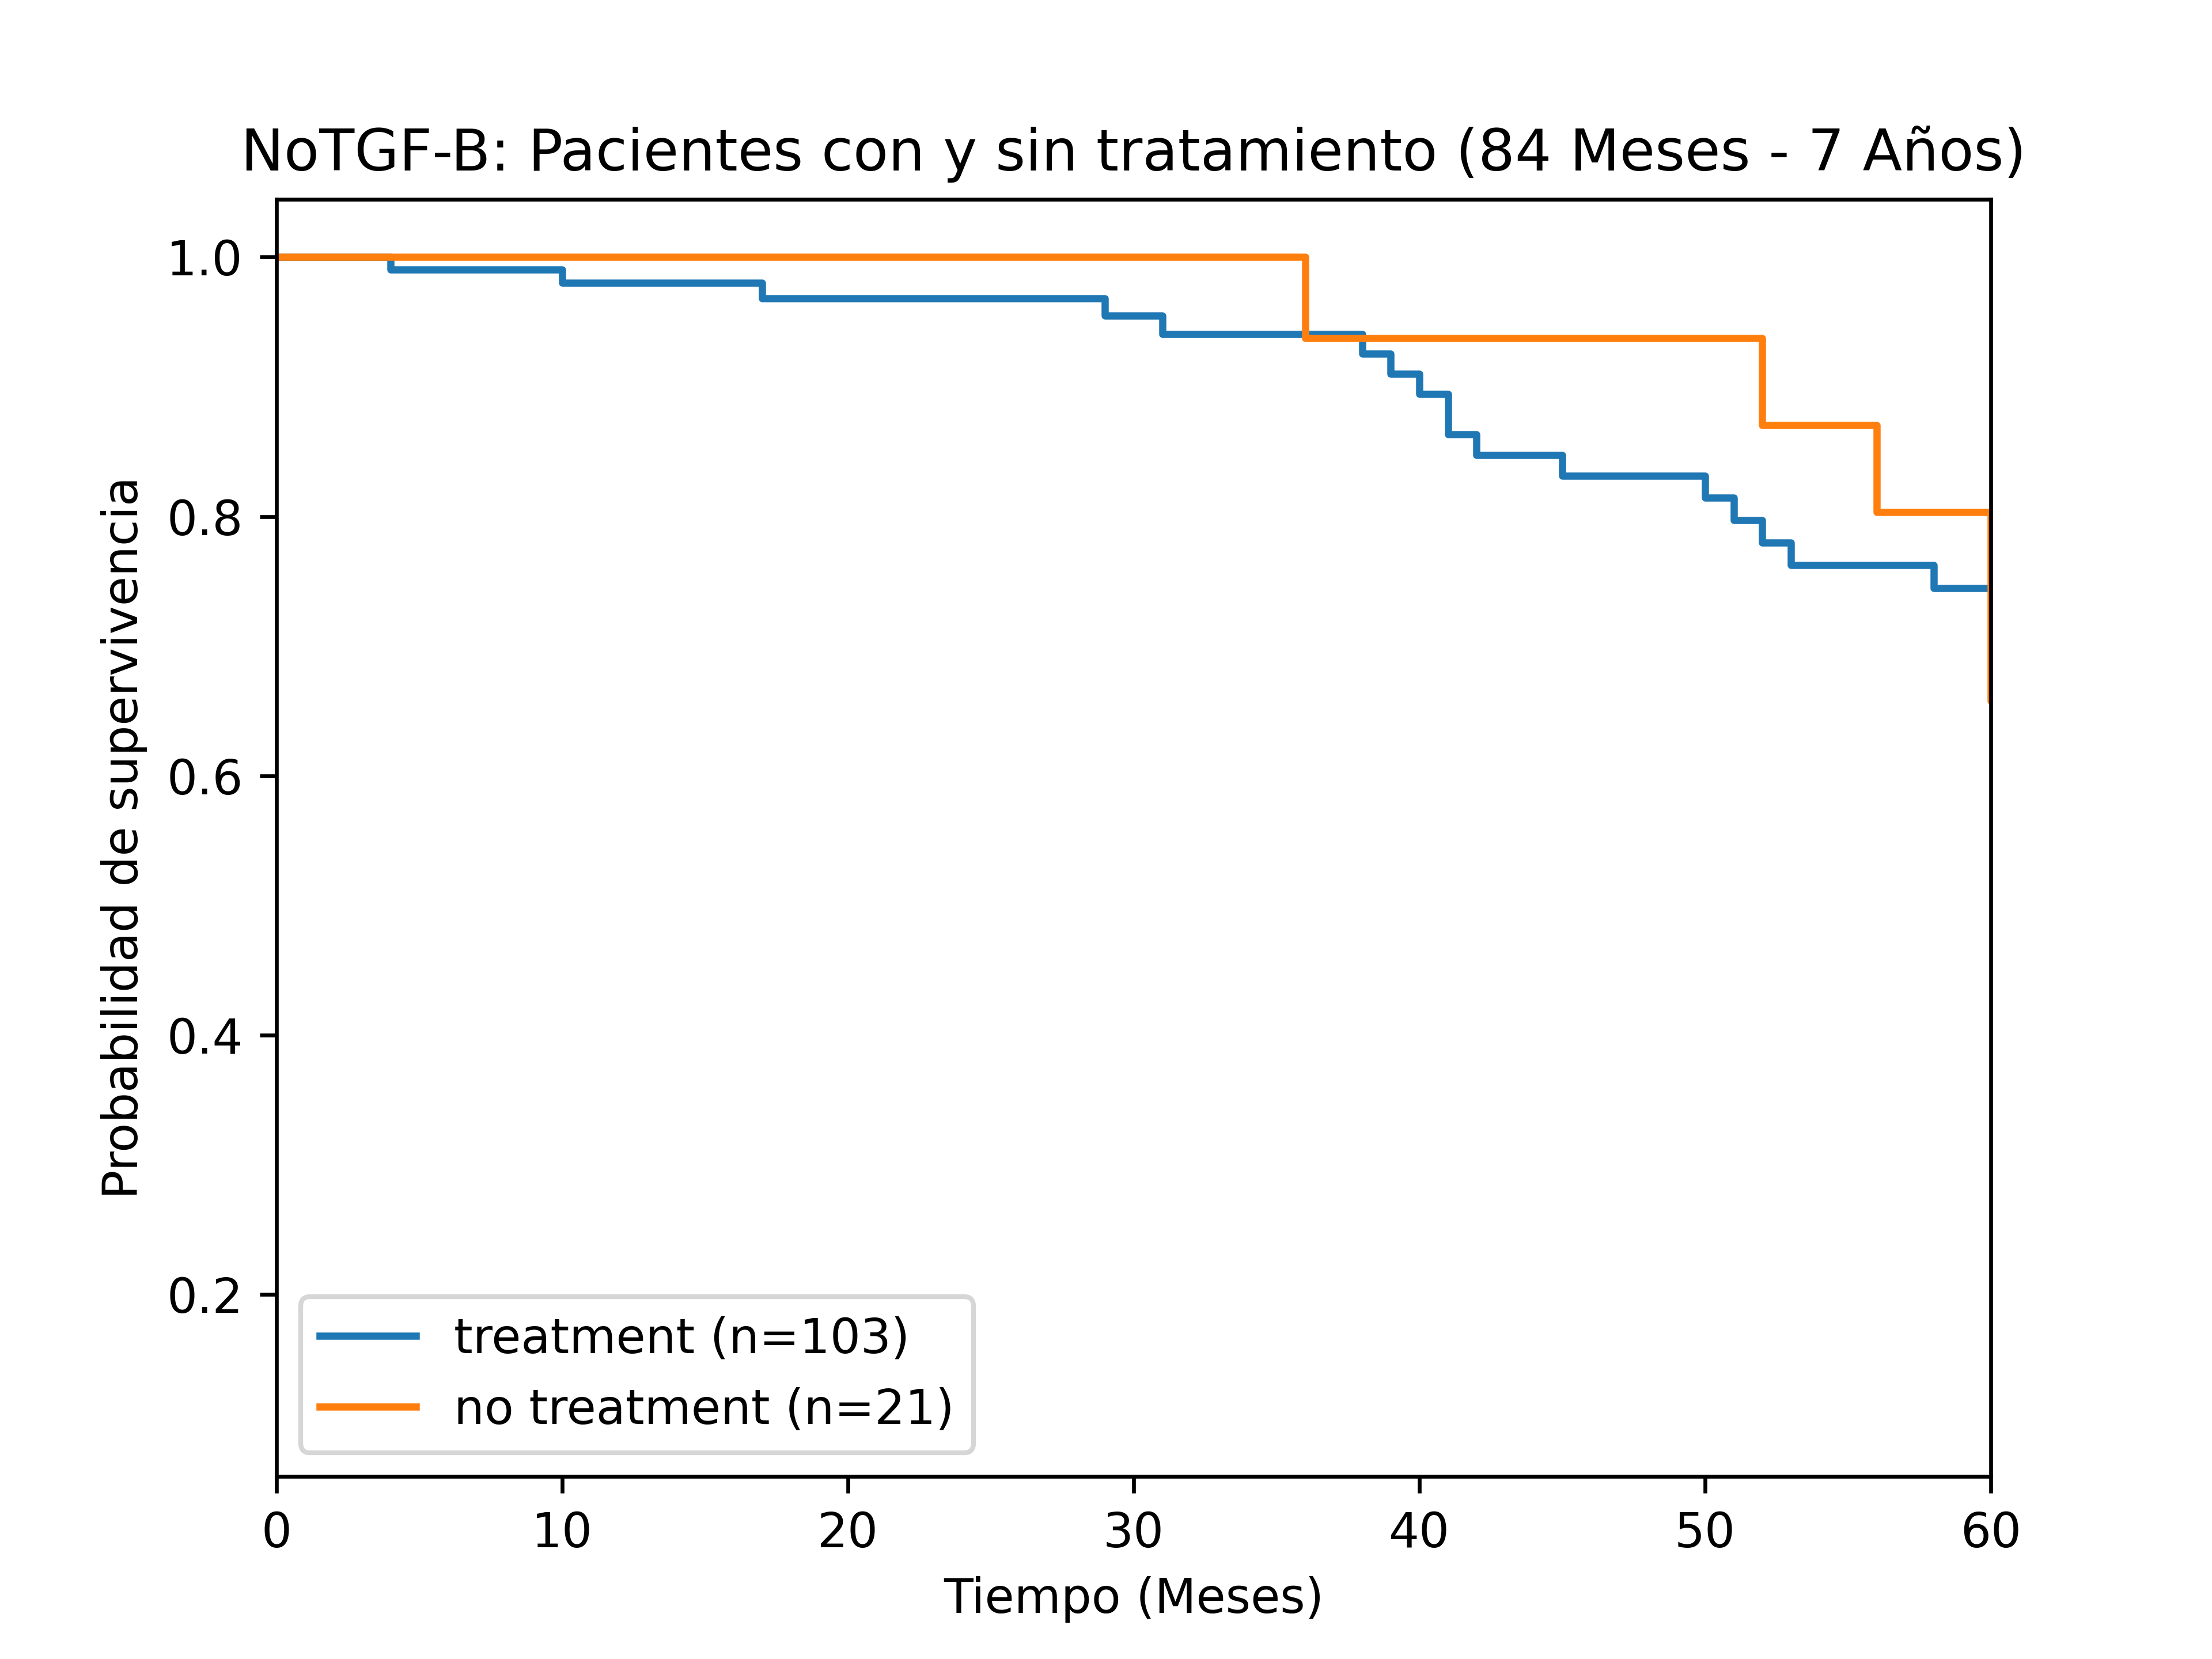 NoTGF-B: Pacientes con y sin tratamiento (84 Meses - 7 Años)
Probabilidad de supervivencia
1.0
0.8
0.6
0.4
0.2
treatment (n=103)
no treatment (n=21)
0 10 20 30 40 50 60
Tiempo (Meses)